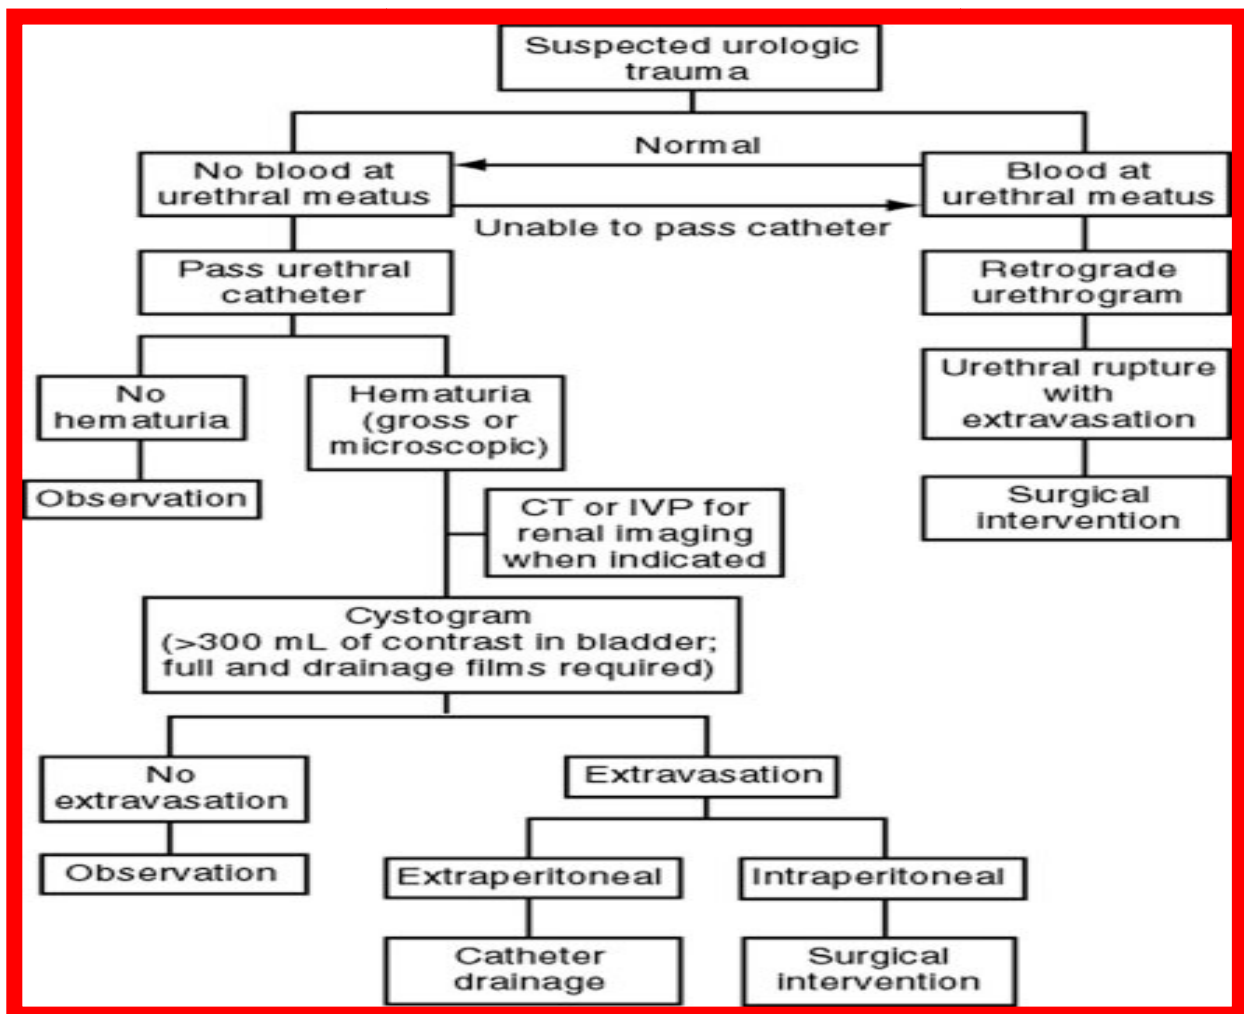 Suspected urologic
trauma
Normal
No blood at
urethral meatus
Blood at
urethral meatus
Unable to pass catheter
Pass urethral
catheter
Retrograde
urethrogram
No
hematuria
Hematuria
(gross or
microscopic)
Urethral rupture
with
extravasation
Observation
CT or IVP for
renal imaging
when indicated
Surgical
intervention
Cystogram
(>300 mL of contrast in bladder;
full and drainage films required)
No
extravasation
Extravasation
Observation
Extraperitoneal
Intraperitoneal
Catheter
drainage
Surgical
intervention